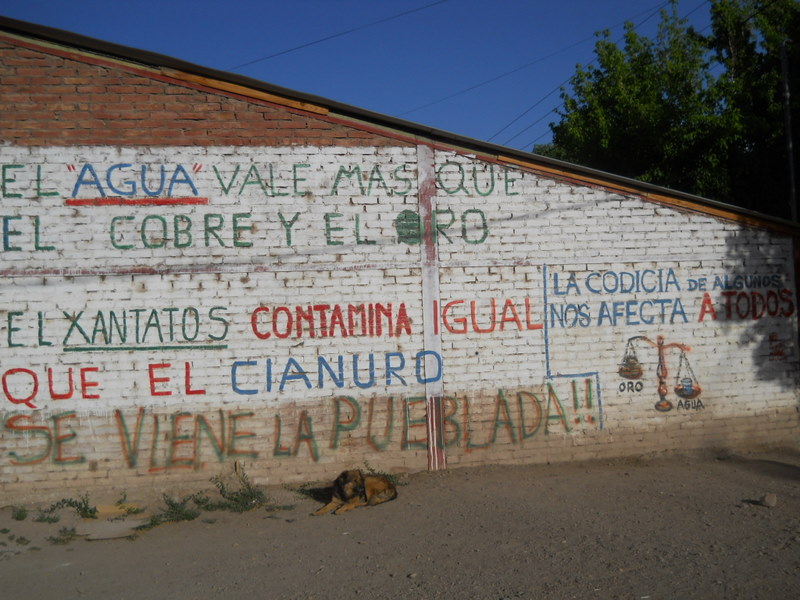 EL "AGUA" VALE MAS QUE
EL COBRE Y EL ORO
EL XANTATOS CONTAMINA IGUAL
QUE EL CIANURO
SE VIENE LA PUEBLADA!!
LA CODICIA DE ALGUNOS
NOS AFECTA A TODOS
ORO
AGUA